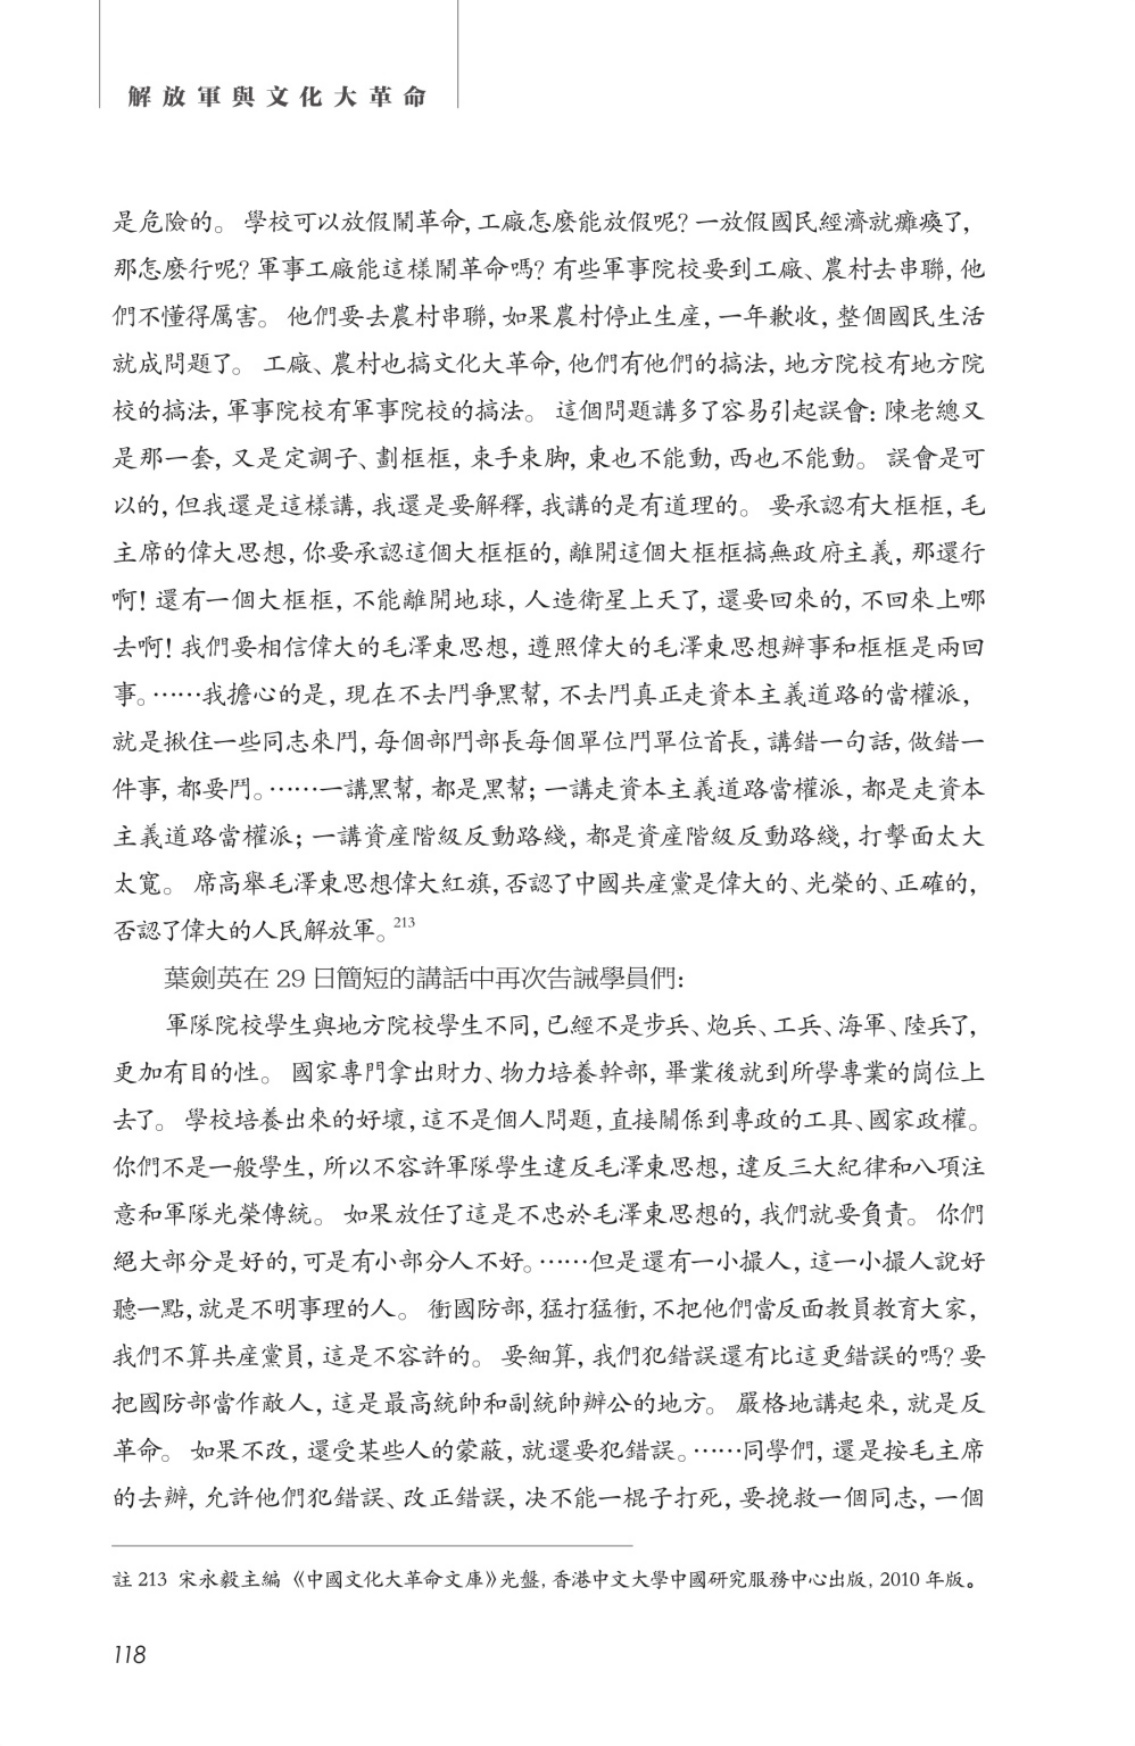 解放軍與文化大革命
是危險的。 學校可以放假鬧革命, 工廠怎麼能放假呢? 一放假國民經濟就癱瘓了,
那怎麼行呢? 軍事工廠能這樣鬧革命嗎? 有些軍事院校要到工廠、農村去串聯, 他
們不懂得厲害。 他們要去農村串聯, 如果農村停止生産, 一年歉收, 整個國民生活
就成問題了。 工廠、農村也搞文化大革命, 他們有他們的搞法, 地方院校有地方院
校的搞法, 軍事院校有軍事院校的搞法。 這個問題講多了容易引起誤會: 陳老總又
是那一套, 又是定調子、劃框框, 束手束脚, 東也不能動, 西也不能動。 誤會是可
以的, 但我還是這樣講, 我還是要解釋, 我講的是有道理的。 要承認有大框框, 毛
主席的偉大思想, 你要承認這個大框框的, 離開這個大框框搞無政府主義, 那還行
啊! 還有一個大框框, 不能離開地球, 人造衛星上天了, 還要回來的, 不回來上哪
去啊! 我們要相信偉大的毛澤東思想, 遵照偉大的毛澤東思想辦事和框框是兩回
事。……我擔心的是, 現在不去鬥爭黑幫, 不去鬥真正走資本主義道路的當權派,
就是揪住一些同志來鬥, 每個部鬥部長每個單位鬥單位首長, 講錯一句話, 做錯一
件事, 都要鬥。……一講黑幫, 都是黑幫; 一講走資本主義道路當權派, 都是走資本
主義道路當權派; 一講資産階級反動路綫, 都是資産階級反動路綫, 打擊面太大
太寬。 席高舉毛澤東思想偉大紅旗, 否認了中國共産黨是偉大的、光榮的、正確的,
否認了偉大的人民解放軍。213
葉劍英在 29 日簡短的講話中再次告誡學員們:
軍隊院校學生與地方院校學生不同, 已經不是步兵、炮兵、工兵、海軍、陸兵了,
更加有目的性。 國家專門拿出財力、物力培養幹部, 畢業後就到所學專業的崗位上
去了。 學校培養出來的好壞, 這不是個人問題, 直接關係到專政的工具、國家政權。
你們不是一般學生, 所以不容許軍隊學生違反毛澤東思想, 違反三大紀律和八項注
意和軍隊光榮傳統。 如果放任了這是不忠於毛澤東思想的, 我們就要負責。 你們
絕大部分是好的, 可是有小部分人不好。……但是還有一小撮人, 這一小撮人說好
聽一點, 就是不明事理的人。 衝國防部, 猛打猛衝, 不把他們當反面教員教育大家,
我們不算共産黨員, 這是不容許的。 要細算, 我們犯錯誤還有比這更錯誤的嗎? 要
把國防部當作敵人, 這是最高統帥和副統帥辦公的地方。 嚴格地講起來, 就是反
革命。 如果不改, 還受某些人的蒙蔽, 就還要犯錯誤。……同學們, 還是按毛主席
的去辦, 允許他們犯錯誤、改正錯誤, 决不能一棍子打死, 要挽救一個同志, 一個
註 213 宋永毅主編《中國文化大革命文庫》光盤, 香港中文大學中國研究服務中心出版, 2010 年版。
118